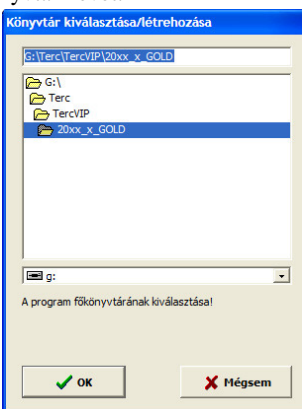 Könyvtár kiválasztása/létrehozása
G:\Terc\TercVIP\20xx_x_GOLD
G:\
Terc
TercVIP
20xx_x_GOLD
g:
A program főkönyvtárának kiválasztása!
OK
Mégsem